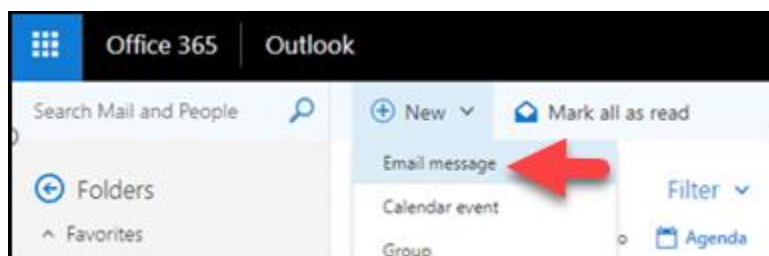 Office 365 Outlook
Search Mail and People New Mark all as read
Email message
Folders Filter
Calendar event
Favorites Agenda
Group